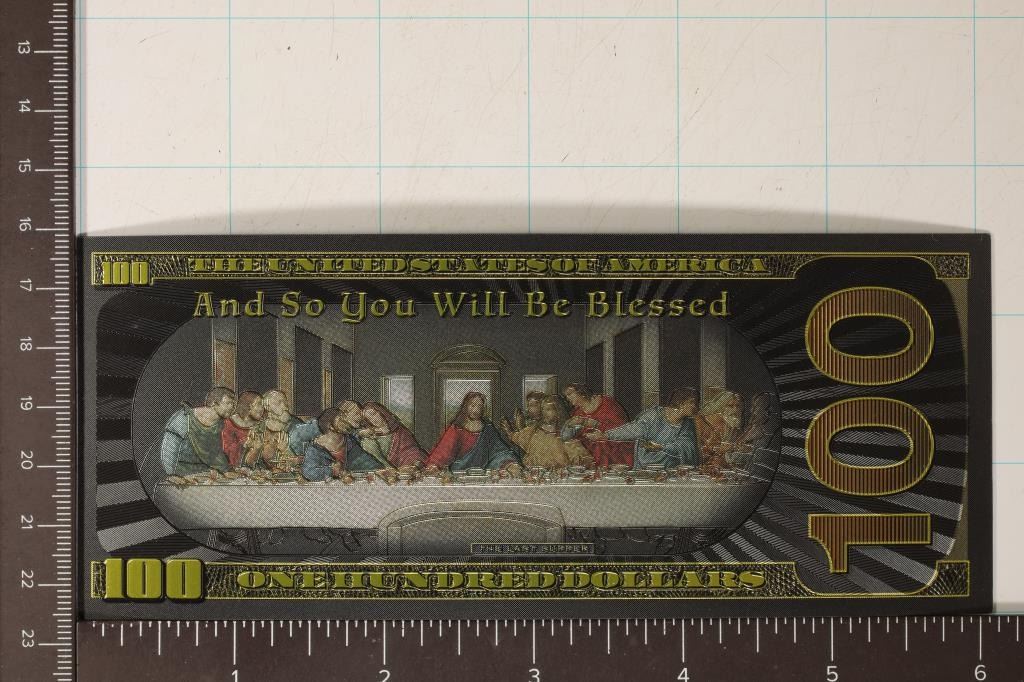 100
THE UNITED STATES OF AMERICA
And So You Will Be Blessed
100
THE LAST SUPPER
100
ONE HUNDRED DOLLARS
13
14
15
16
17
18
19
20
21
22
23
1 2 3 4 5 6